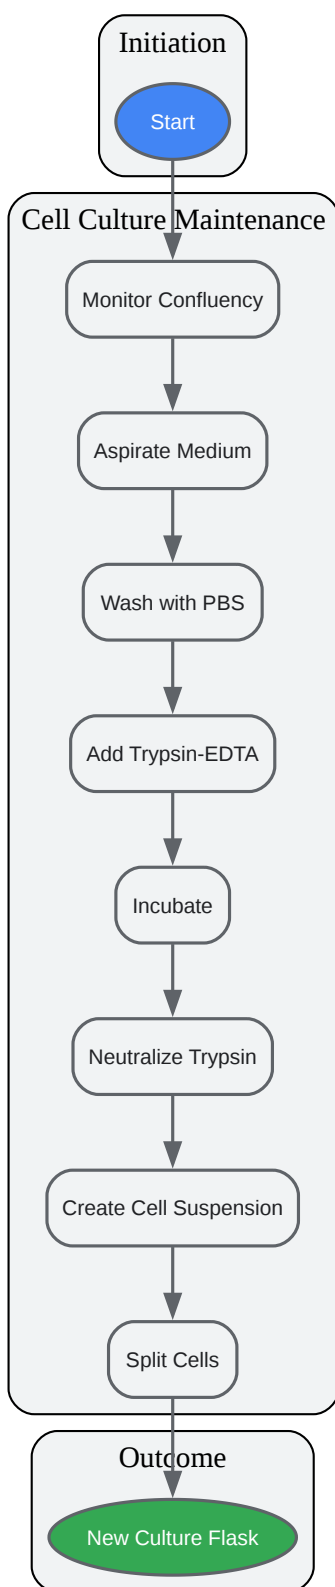 Initiation
Start
Cell Culture Maintenance
Monitor Confluency
Aspirate Medium
Wash with PBS
Add Trypsin-EDTA
Incubate
Neutralize Trypsin
Create Cell Suspension
Split Cells
Outcome
New Culture Flask